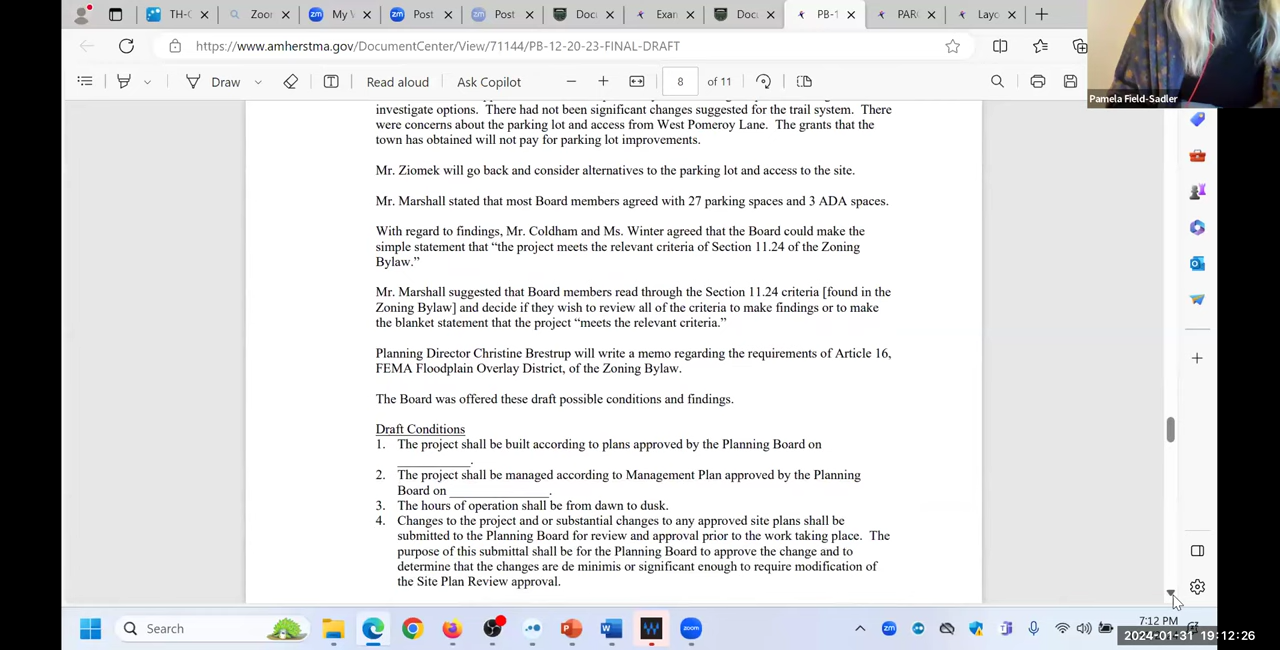 TH-C
Zoor
My V
Post
Post
Doc
Exar
Doc
PB-1
PAR
Layo
https://www.amherstma.gov/DocumentCenter/View/71144/PB-12-20-23-FINAL-DRAFT
Draw
Read aloud
Ask Copilot
8 of 11
Pamela Field-Sadler
investigate options. There had not been significant changes suggested for the trail system. There
were concerns about the parking lot and access from West Pomeroy Lane. The grants that the
town has obtained will not pay for parking lot improvements.
Mr. Ziomek will go back and consider alternatives to the parking lot and access to the site.
Mr. Marshall stated that most Board members agreed with 27 parking spaces and 3 ADA spaces.
With regard to findings, Mr. Coldham and Ms. Winter agreed that the Board could make the
simple statement that “the project meets the relevant criteria of Section 11.24 of the Zoning
Bylaw.”
Mr. Marshall suggested that Board members read through the Section 11.24 criteria [found in the
Zoning Bylaw] and decide if they wish to review all of the criteria to make findings or to make
the blanket statement that the project “meets the relevant criteria.”
Planning Director Christine Brestrup will write a memo regarding the requirements of Article 16,
FEMA Floodplain Overlay District, of the Zoning Bylaw.
The Board was offered these draft possible conditions and findings.
Draft Conditions
1. The project shall be built according to plans approved by the Planning Board on
___________.
2. The project shall be managed according to Management Plan approved by the Planning
Board on _______________.
3. The hours of operation shall be from dawn to dusk.
4. Changes to the project and or substantial changes to any approved site plans shall be
submitted to the Planning Board for review and approval prior to the work taking place. The
purpose of this submittal shall be for the Planning Board to approve the change and to
determine that the changes are de minimis or significant enough to require modification of
the Site Plan Review approval.
Search
7:12 PM
2024-01-31 19:12:26